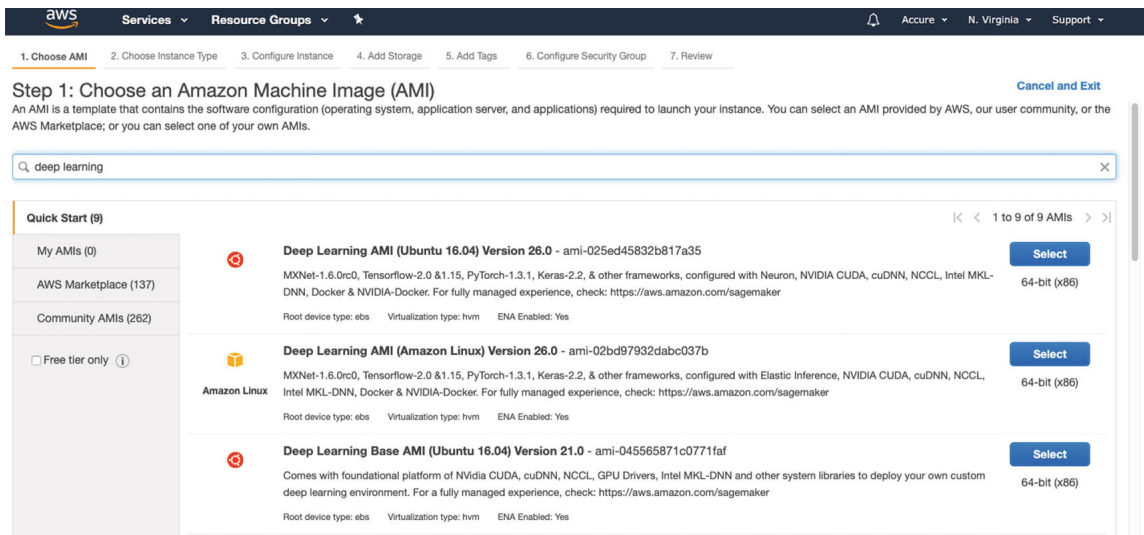 aws Services Resource Groups Accure N. Virginia Support
1. Choose AMI 2. Choose Instance Type 3. Configure Instance 4. Add Storage 5. Add Tags 6. Configure Security Group 7. Review
Step 1: Choose an Amazon Machine Image (AMI) Cancel and Exit
An AMI is a template that contains the software configuration (operating system, application server, and applications) required to launch your instance. You can select an AMI provided by AWS, our user community, or the
AWS Marketplace; or you can select one of your own AMIs.
deep learning
Quick Start (9) 1 to 9 of 9 AMIs
My AMIs (0)
AWS Marketplace (137)
Community AMIs (262)
Free tier only
Deep Learning AMI (Ubuntu 16.04) Version 26.0 - ami-025ed45832b817a35 Select
MXNet-1.6.0rc0, Tensorflow-2.0 &1.15, PyTorch-1.3.1, Keras-2.2, & other frameworks, configured with Neuron, NVIDIA CUDA, cuDNN, NCCL, Intel MKL-
DNN, Docker & NVIDIA-Docker. For fully managed experience, check: https://aws.amazon.com/sagemaker
64-bit (x86)
Root device type: ebs Virtualization type: hvm ENA Enabled: Yes
Amazon Linux
Deep Learning AMI (Amazon Linux) Version 26.0 - ami-02bd97932dabc037b Select
MXNet-1.6.0rc0, Tensorflow-2.0 &1.15, PyTorch-1.3.1, Keras-2.2, & other frameworks, configured with Elastic Inference, NVIDIA CUDA, cuDNN, NCCL,
Intel MKL-DNN, Docker & NVIDIA-Docker. For fully managed experience, check: https://aws.amazon.com/sagemaker
64-bit (x86)
Root device type: ebs Virtualization type: hvm ENA Enabled: Yes
Deep Learning Base AMI (Ubuntu 16.04) Version 21.0 - ami-045565871c0771faf Select
Comes with foundational platform of NVidia CUDA, cuDNN, NCCL, GPU Drivers, Intel MKL-DNN and other system libraries to deploy your own custom
deep learning environment. For a fully managed experience, check: https://aws.amazon.com/sagemaker
64-bit (x86)
Root device type: ebs Virtualization type: hvm ENA Enabled: Yes